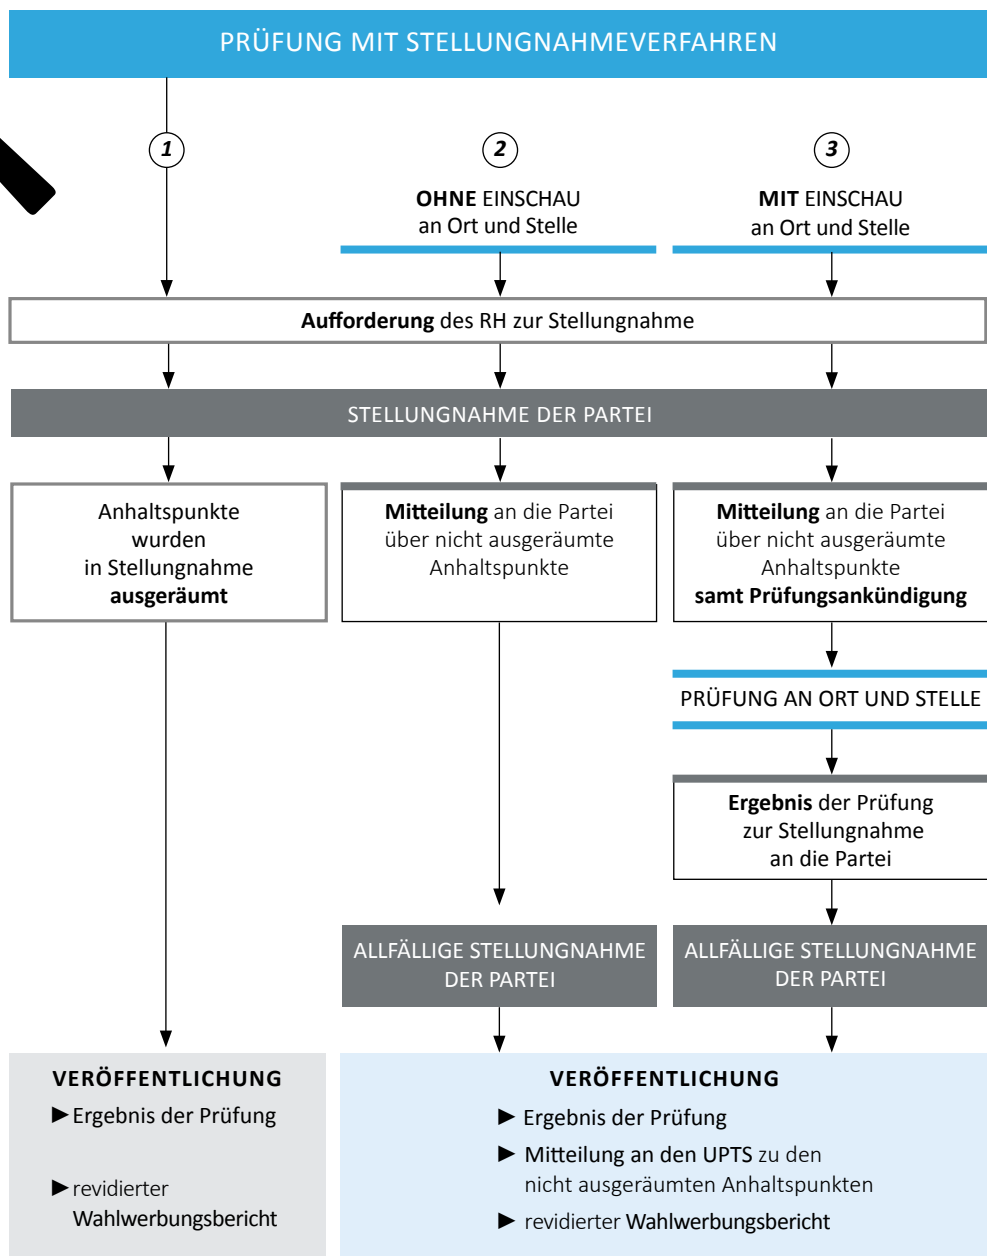 PRÜFUNG MIT STELLUNGNAHMEVERFAHREN
1
2
3
OHNE EINSCHAU
an Ort und Stelle
MIT EINSCHAU
an Ort und Stelle
Aufforderung des RH zur Stellungnahme
STELLUNGNAHME DER PARTEI
Anhaltspunkte
wurden
in Stellungnahme
ausgeräumt
Mitteilung an die Partei
über nicht ausgeräumte
Anhaltspunkte
Mitteilung an die Partei
über nicht ausgeräumte
Anhaltspunkte
samt Prüfungsankündigung
PRÜFUNG AN ORT UND STELLE
Ergebnis der Prüfung
zur Stellungnahme
an die Partei
ALLFÄLLIGE STELLUNGNAHME
DER PARTEI
ALLFÄLLIGE STELLUNGNAHME
DER PARTEI
VERÖFFENTLICHUNG
► Ergebnis der Prüfung
► revidierter
Wahlwerbungsbericht
VERÖFFENTLICHUNG
► Ergebnis der Prüfung
► Mitteilung an den UPTS zu den
nicht ausgeräumten Anhaltspunkten
► revidierter Wahlwerbungsbericht